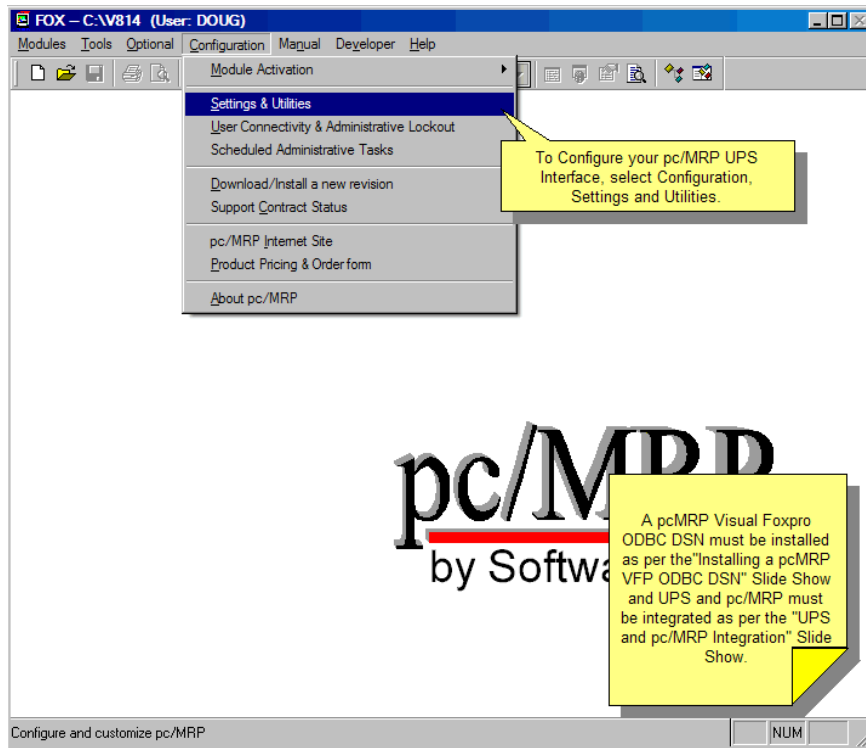 FOX -- C:\V814 (User: DOUG)
Modules Tools Optional Configuration Manual Developer Help
Module Activation
Settings & Utilities
User Connectivity & Administrative Lockout
Scheduled Administrative Tasks
Download/Install a new revision
Support Contract Status
pc/MRP Internet Site
Product Pricing & Order form
About pc/MRP
To Configure your pc/MRP UPS
Interface, select Configuration,
Settings and Utilities.
pc/MRP
by Softwa
A pcMRP Visual Foxpro
ODBC DSN must be installed
as per the"Installing a pcMRP
VFP ODBC DSN" Slide Show
and UPS and pc/MRP must
be integrated as per the "UPS
and pc/MRP Integration" Slide
Show.
Configure and customize pc/MRP
NUM